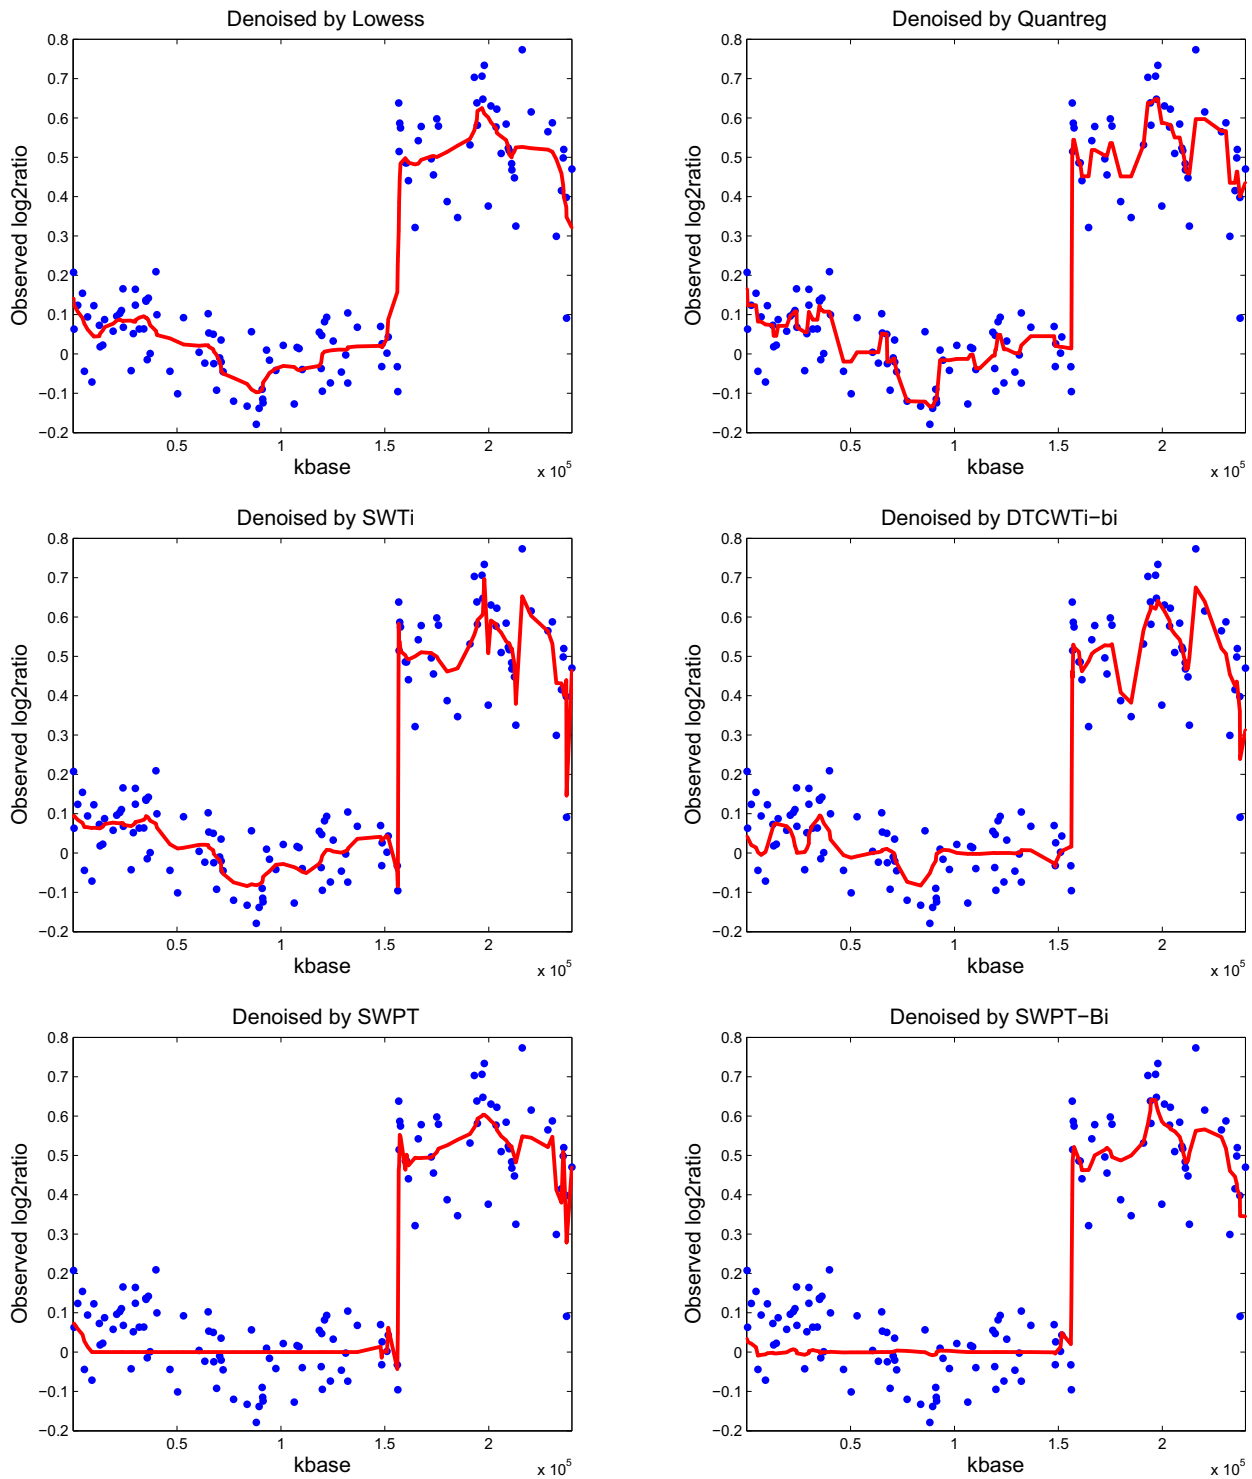 Denoised by Lowess
0.8
0.7
0.6
0.5
0.4
0.3
0.2
0.1
0
−0.1
−0.2
Observed log2ratio
0.5 1 1.5 2
kbase
x 10^5
Denoised by Quantreg
0.8
0.7
0.6
0.5
0.4
0.3
0.2
0.1
0
−0.1
−0.2
Observed log2ratio
0.5 1 1.5 2
kbase
x 10^5
Denoised by SWTi
0.8
0.7
0.6
0.5
0.4
0.3
0.2
0.1
0
−0.1
−0.2
Observed log2ratio
0.5 1 1.5 2
kbase
x 10^5
Denoised by DTCWTi−bi
0.8
0.7
0.6
0.5
0.4
0.3
0.2
0.1
0
−0.1
−0.2
Observed log2ratio
0.5 1 1.5 2
kbase
x 10^5
Denoised by SWPT
0.8
0.7
0.6
0.5
0.4
0.3
0.2
0.1
0
−0.1
−0.2
Observed log2ratio
0.5 1 1.5 2
kbase
x 10^5
Denoised by SWPT−Bi
0.8
0.7
0.6
0.5
0.4
0.3
0.2
0.1
0
−0.1
−0.2
Observed log2ratio
0.5 1 1.5 2
kbase
x 10^5